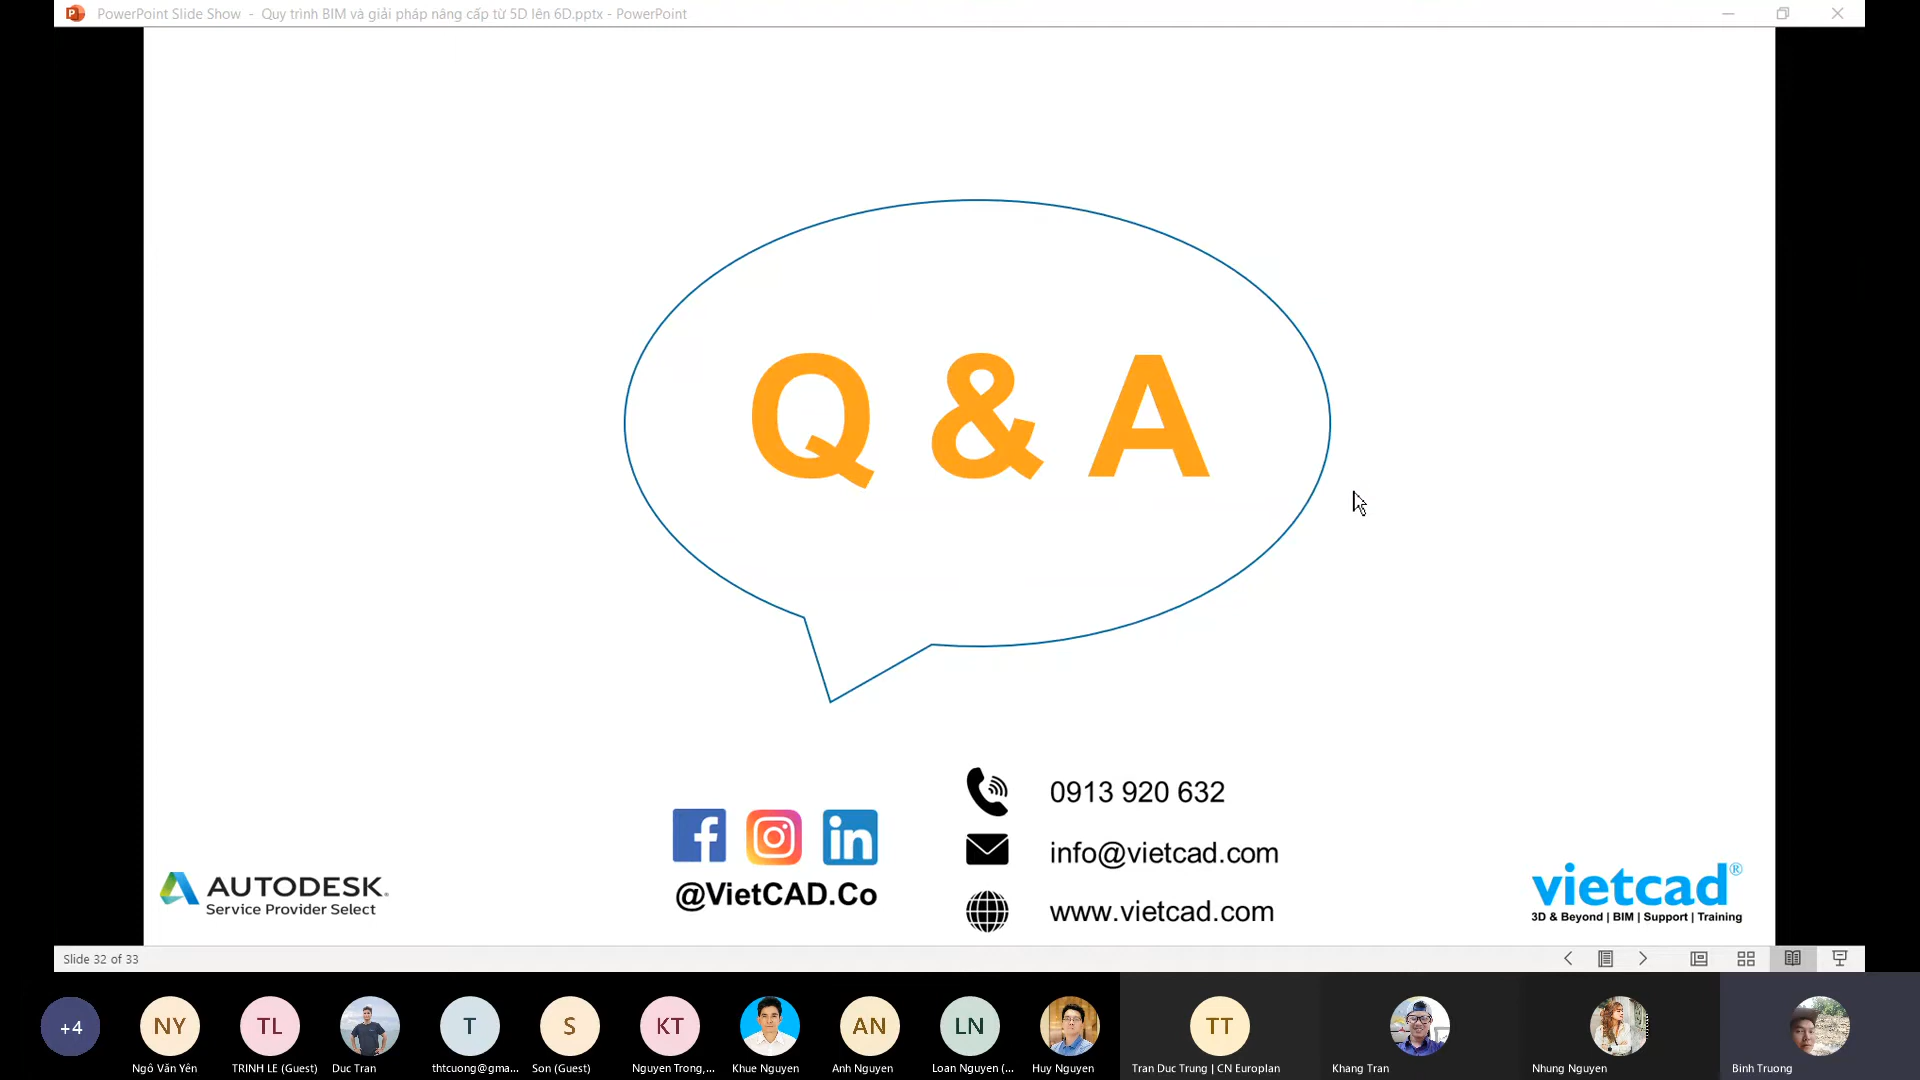 PowerPoint Slide Show - Quy trình BIM và giải pháp nâng cấp từ 5D lên 6D.pptx - PowerPoint
Q & A
0913 920 632
info@vietcad.com
www.vietcad.com
@VietCAD.Co
AUTODESK.
Service Provider Select
vietcad®
3D & Beyond | BIM | Support | Training
Slide 32 of 33
+4
NY
TL
T
S
KT
AN
LN
TT
Ngô Văn Yên
TRINH LE (Guest)
Duc Tran
thtcuong@gma...
Son (Guest)
Nguyen Trong,...
Khue Nguyen
Anh Nguyen
Loan Nguyen (...
Huy Nguyen
Tran Duc Trung | CN Europlan
Khang Tran
Nhung Nguyen
Binh Truong